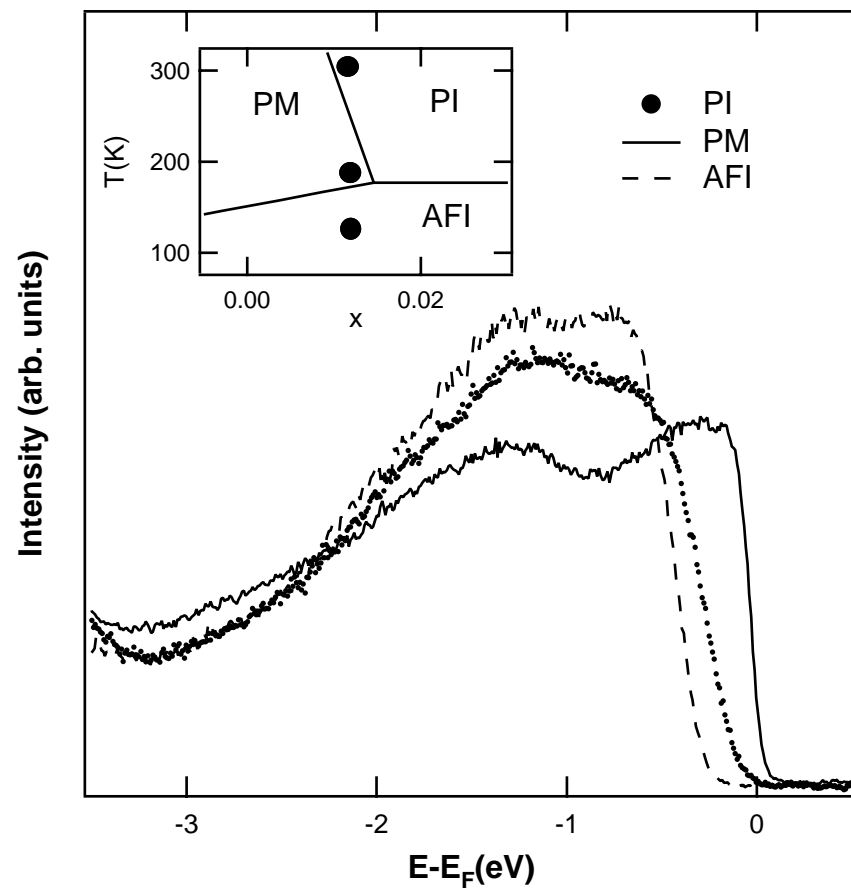 300
200
100
T(K)
PM
PI
AFI
0.00
0.02
x
PI
PM
AFI
Intensity (arb. units)
-3
-2
-1
0
E-EF(eV)